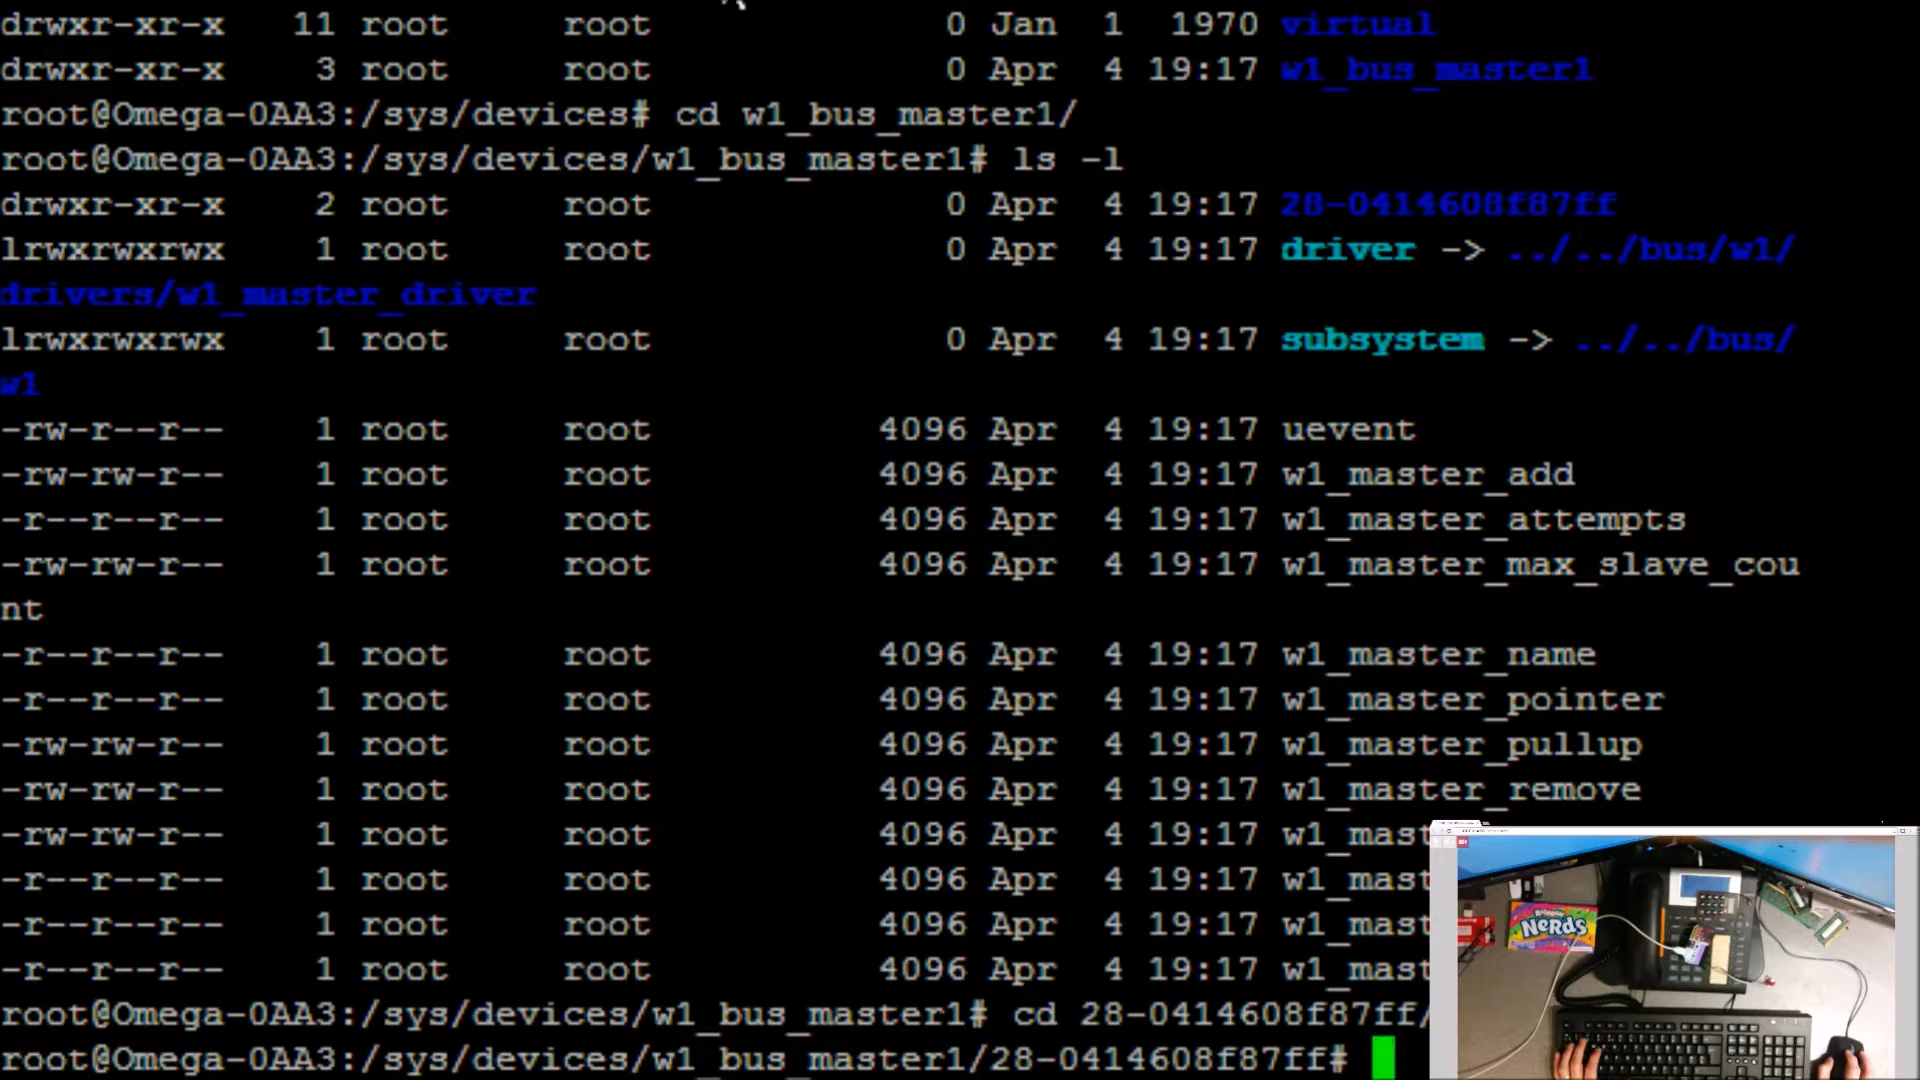 drwxr-xr-x 11 root root 0 Jan 1 1970 virtual
drwxr-xr-x 3 root root 0 Apr 4 19:17 w1_bus_master1
root@Omega-0AA3:/sys/devices# cd w1_bus_master1/
root@Omega-0AA3:/sys/devices/w1_bus_master1# ls -l
drwxr-xr-x 2 root root 0 Apr 4 19:17 28-0414608f87ff
lrwxrwxrwx 1 root root 0 Apr 4 19:17 driver -> ../../bus/w1/
drivers/w1_master_driver
lrwxrwxrwx 1 root root 0 Apr 4 19:17 subsystem -> ../../bus/
w1
-rw-r--r-- 1 root root 4096 Apr 4 19:17 uevent
-rw-rw-r-- 1 root root 4096 Apr 4 19:17 w1_master_add
-r--r--r-- 1 root root 4096 Apr 4 19:17 w1_master_attempts
-rw-rw-r-- 1 root root 4096 Apr 4 19:17 w1_master_max_slave_cou
nt
-r--r--r-- 1 root root 4096 Apr 4 19:17 w1_master_name
-r--r--r-- 1 root root 4096 Apr 4 19:17 w1_master_pointer
-rw-rw-r-- 1 root root 4096 Apr 4 19:17 w1_master_pullup
-rw-rw-r-- 1 root root 4096 Apr 4 19:17 w1_master_remove
-rw-rw-r-- 1 root root 4096 Apr 4 19:17 w1_mast
-r--r--r-- 1 root root 4096 Apr 4 19:17 w1_mast
-r--r--r-- 1 root root 4096 Apr 4 19:17 w1_mast
-r--r--r-- 1 root root 4096 Apr 4 19:17 w1_mast
root@Omega-0AA3:/sys/devices/w1_bus_master1# cd 28-0414608f87ff/
root@Omega-0AA3:/sys/devices/w1_bus_master1/28-0414608f87ff#
Rainbow
NERDS